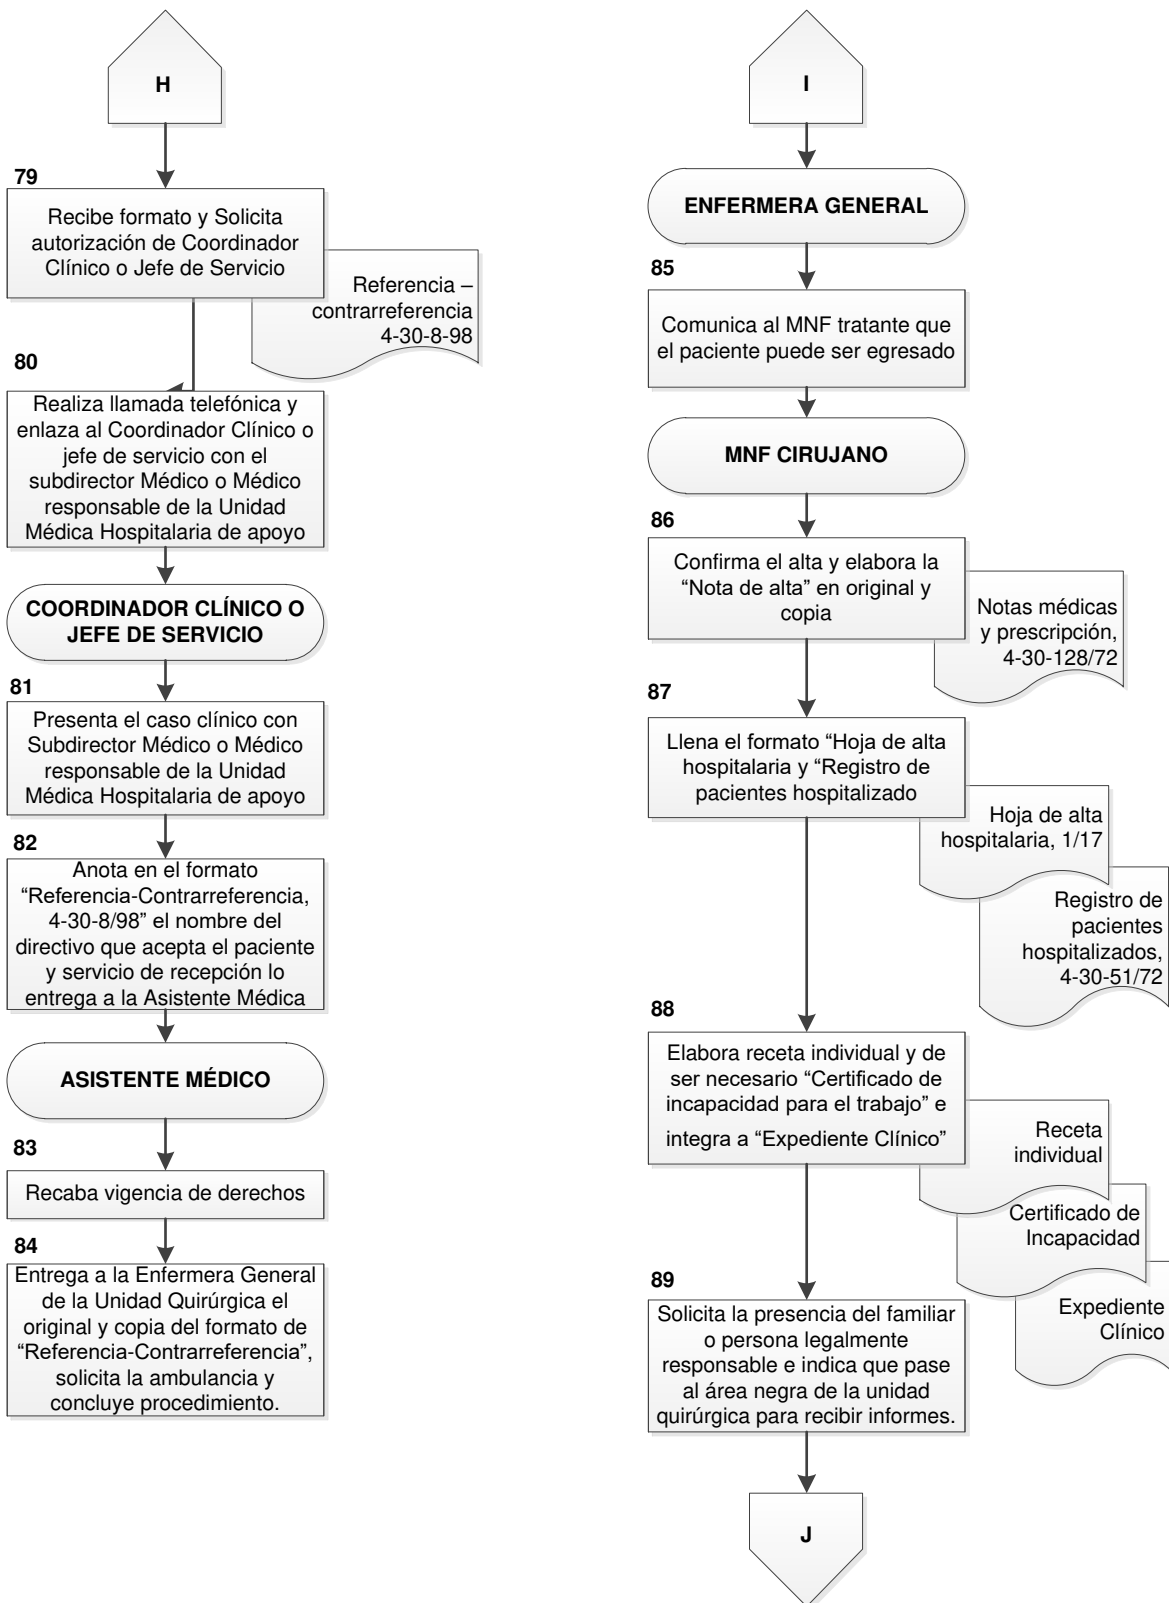 H
79
Recibe formato y Solicita
autorización de Coordinador
Clínico o Jefe de Servicio
Referencia –
contrarreferencia
4-30-8-98
80
Realiza llamada telefónica y
enlaza al Coordinador Clínico o
jefe de servicio con el
subdirector Médico o Médico
responsable de la Unidad
Médica Hospitalaria de apoyo
COORDINADOR CLÍNICO O
JEFE DE SERVICIO
81
Presenta el caso clínico con
Subdirector Médico o Médico
responsable de la Unidad
Médica Hospitalaria de apoyo
82
Anota en el formato
“Referencia-Contrarreferencia,
4-30-8/98” el nombre del
directivo que acepta el paciente
y servicio de recepción lo
entrega a la Asistente Médica
ASISTENTE MÉDICO
83
Recaba vigencia de derechos
84
Entrega a la Enfermera General
de la Unidad Quirúrgica el
original y copia del formato de
“Referencia-Contrarreferencia”,
solicita la ambulancia y
concluye procedimiento.
I
ENFERMERA GENERAL
85
Comunica al MNF tratante que
el paciente puede ser egresado
MNF CIRUJANO
86
Confirma el alta y elabora la
“Nota de alta” en original y
copia
Notas médicas
y prescripción,
4-30-128/72
87
Llena el formato “Hoja de alta
hospitalaria y “Registro de
pacientes hospitalizado
Hoja de alta
hospitalaria, 1/17
Registro de
pacientes
hospitalizados,
4-30-51/72
88
Elabora receta individual y de
ser necesario “Certificado de
incapacidad para el trabajo” e
integra a “Expediente Clínico”
Receta
individual
Certificado de
Incapacidad
Expediente
Clínico
89
Solicita la presencia del familiar
o persona legalmente
responsable e indica que pase
al área negra de la unidad
quirúrgica para recibir informes.
J